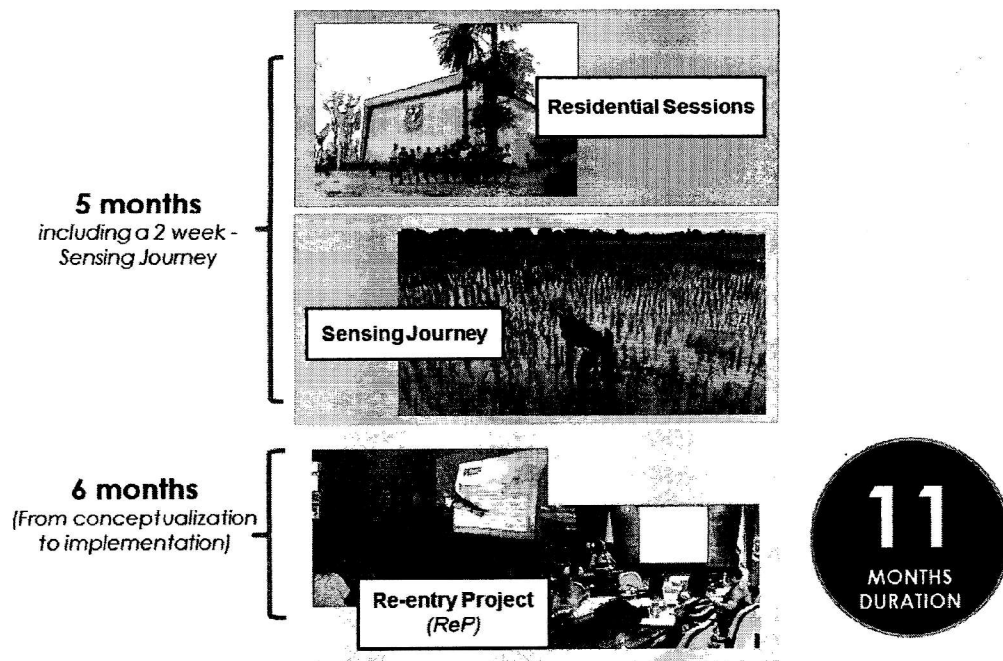 Residential Sessions
5 months
including a 2 week -
Sensing Journey
Sensing Journey
6 months
(From conceptualization
to implementation)
Re-entry Project
(ReP)
11
MONTHS
DURATION